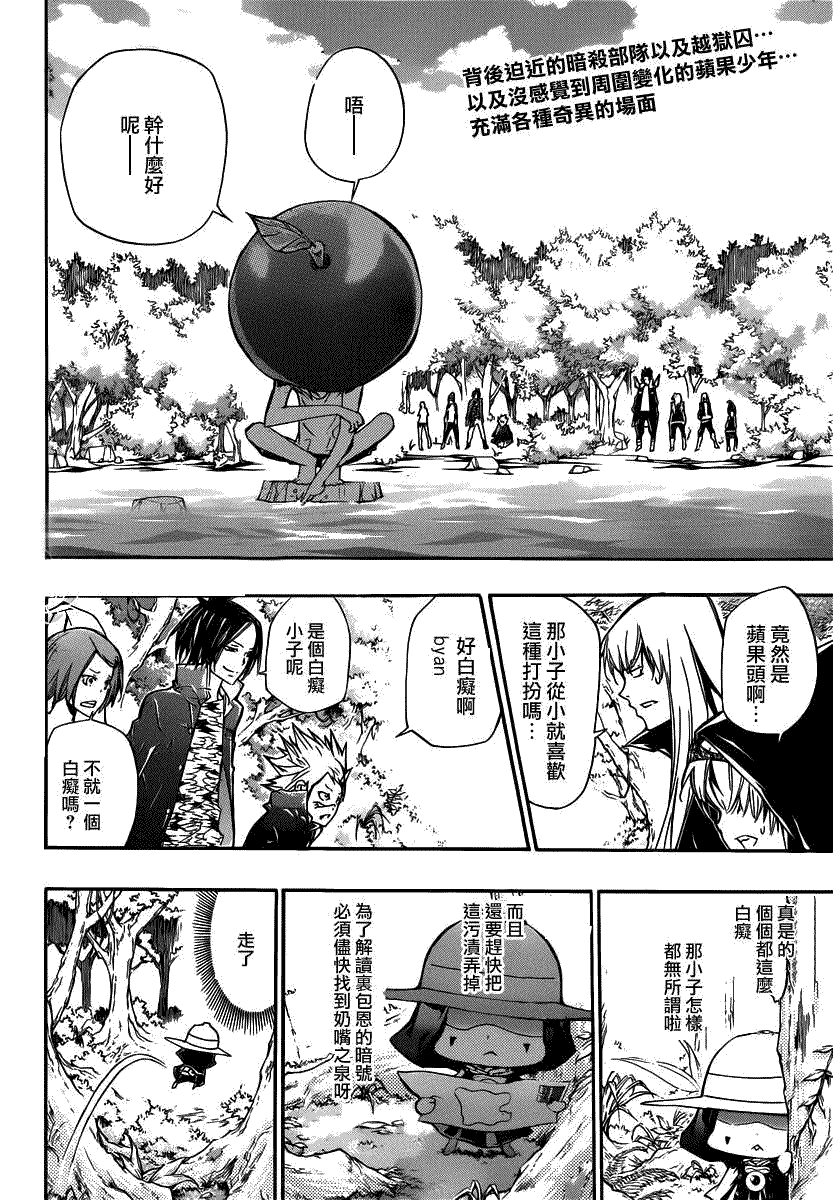 背後迫近的暗殺部隊以及越獄囚…
以及沒感覺到周圍變化的蘋果少年…
充滿各種奇異的場面
唔──
幹什麼好
呢──
竟然是
蘋果頭啊…
那小子從小就喜歡
這種打扮嗎…
好白癡啊
byan
是個白癡
小子呢
不就一個
白癡嗎?
真是的
個個都這麼
白癡
那小子怎樣
都無所謂啦
而且
還要趕快把
這污漬弄掉
為了解讀裏包恩的暗號
必須儘快找到奶嘴之泉呀
走了